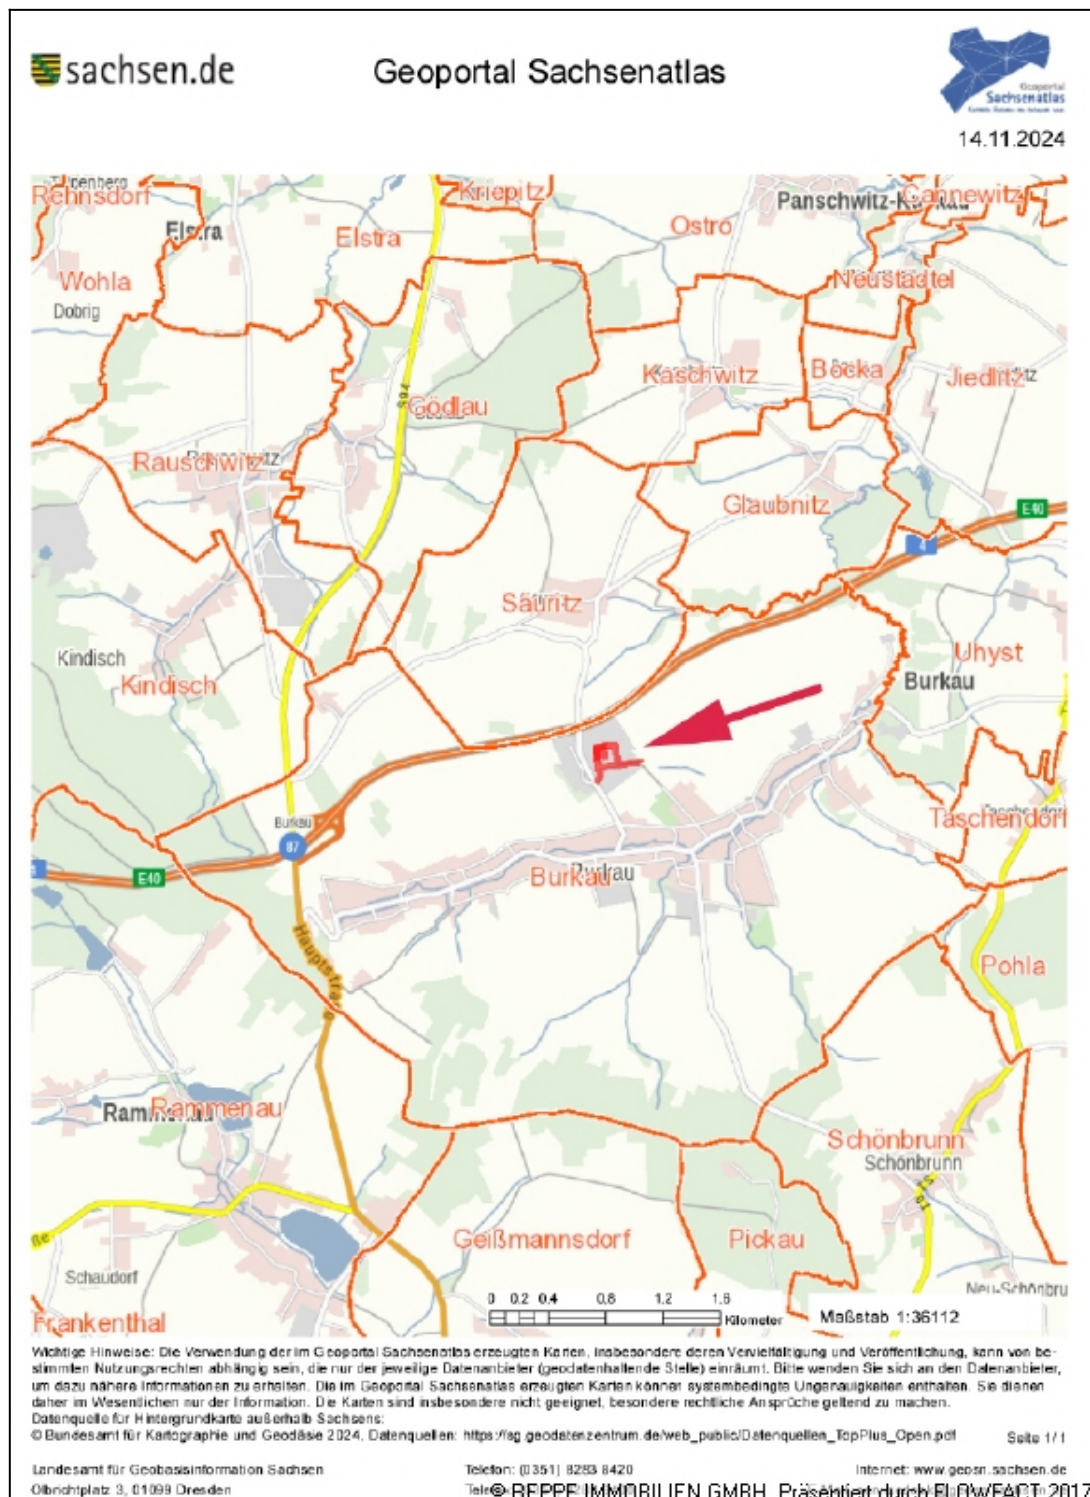 sachsen.de
Geoportal Sachsenatlas
Geoportal
Sachsenatlas
14.11.2024
Rehnsdorf
Kriepitz
Elstra
Elstra
Ostro
Panschwitz-
Cannewitz
Wohla
Neustädtel
Dobrig
Kaschwitz
Böcka
Jiedlitz
Gödlau
Rauschwitz
Glaubnitz
E40
4
Säuritz
Kindisch
Kindisch
Uhyst
Burkau
Taschendorf
Burkau
87
E40
Burkau
Burkau
Hauptstraße
Pohla
Rammenau
Rammenau
Schönbrunn
Schönbrunn
Geißmannsdorf
Pickau
Schaudorf
Neu-Schönbru
Frankenthal
0 0.2 0.4 0.8 1.2 1.6
Kilometer
Maßstab 1:36112
Wichtige Hinweise: Die Verwendung der im Geoportal Sachsenatlas erzeugten Karten, insbesondere deren Vervielfältigung und Veröffentlichung, kann von be-
stimmten Nutzungsrechten abhängig sein, die nur der jeweilige Datenanbieter (geodatenhaltende Stelle) einräumt. Bitte wenden Sie sich an den Datenanbieter,
um dazu nähere Informationen zu erhalten. Die im Geoportal Sachsenatlas erzeugten Karten können systembedingte Ungenauigkeiten enthalten. Sie dienen
daher im Wesentlichen nur der Information. Die Karten sind insbesondere nicht geeignet, besondere rechtliche Ansprüche geltend zu machen.
Datenquelle für Hintergrundkarte außerhalb Sachsens:
© Bundesamt für Kartographie und Geodäsie 2024, Datenquellen: https://sg.geodatenzentrum.de/web_public/Datenquellen_TopPlus_Open.pdf
Seite 1/1
Landesamt für Geobasisinformation Sachsen
Telefon: (0351) 8283 8420
Internet: www.geosn.sachsen.de
Olbrichtplatz 3, 01099 Dresden
© REPPE IMMOBILIEN GMBH, Präsentiert durch FLOWFACT 2017